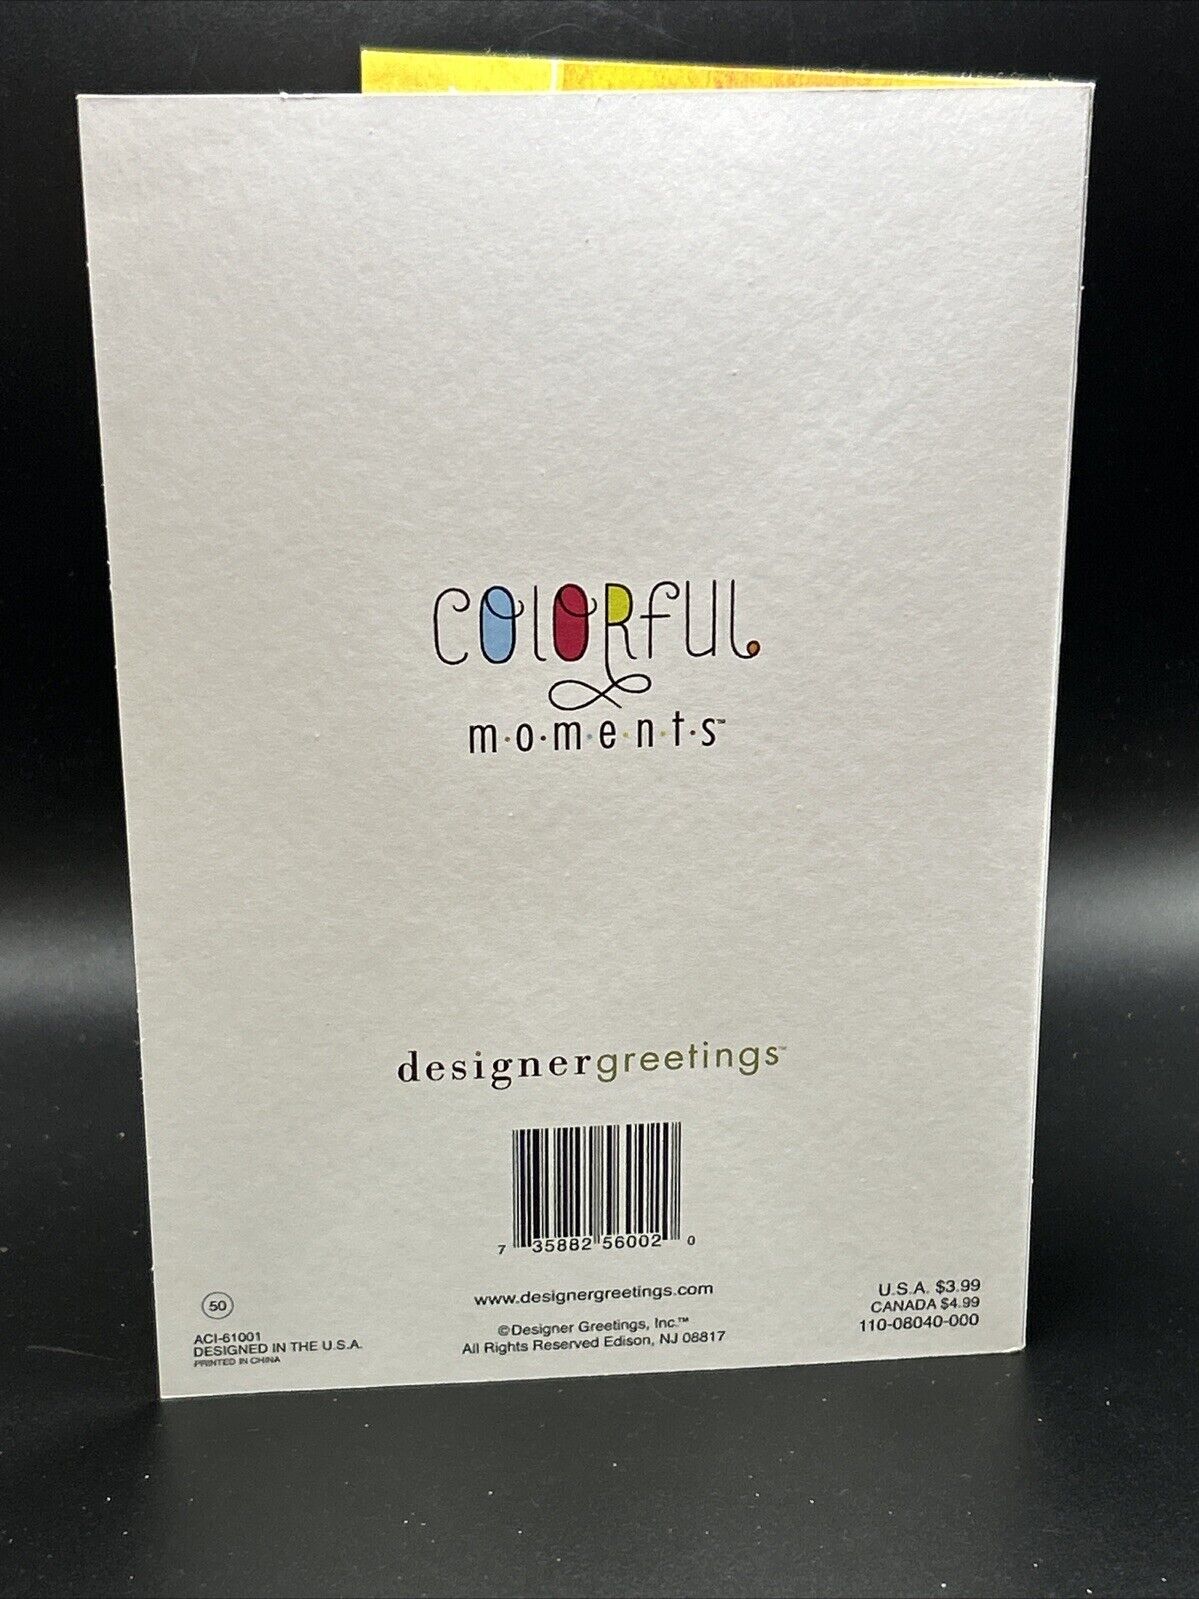 COlORfUl
m·o·m·e·n·t·s™
designergreetings™
7 35882 56002 0
www.designergreetings.com
©Designer Greetings, Inc.™
All Rights Reserved Edison, NJ 08817
50
ACI-61001
DESIGNED IN THE U.S.A.
PRINTED IN CHINA
U.S.A. $3.99
CANADA $4.99
110-08040-000